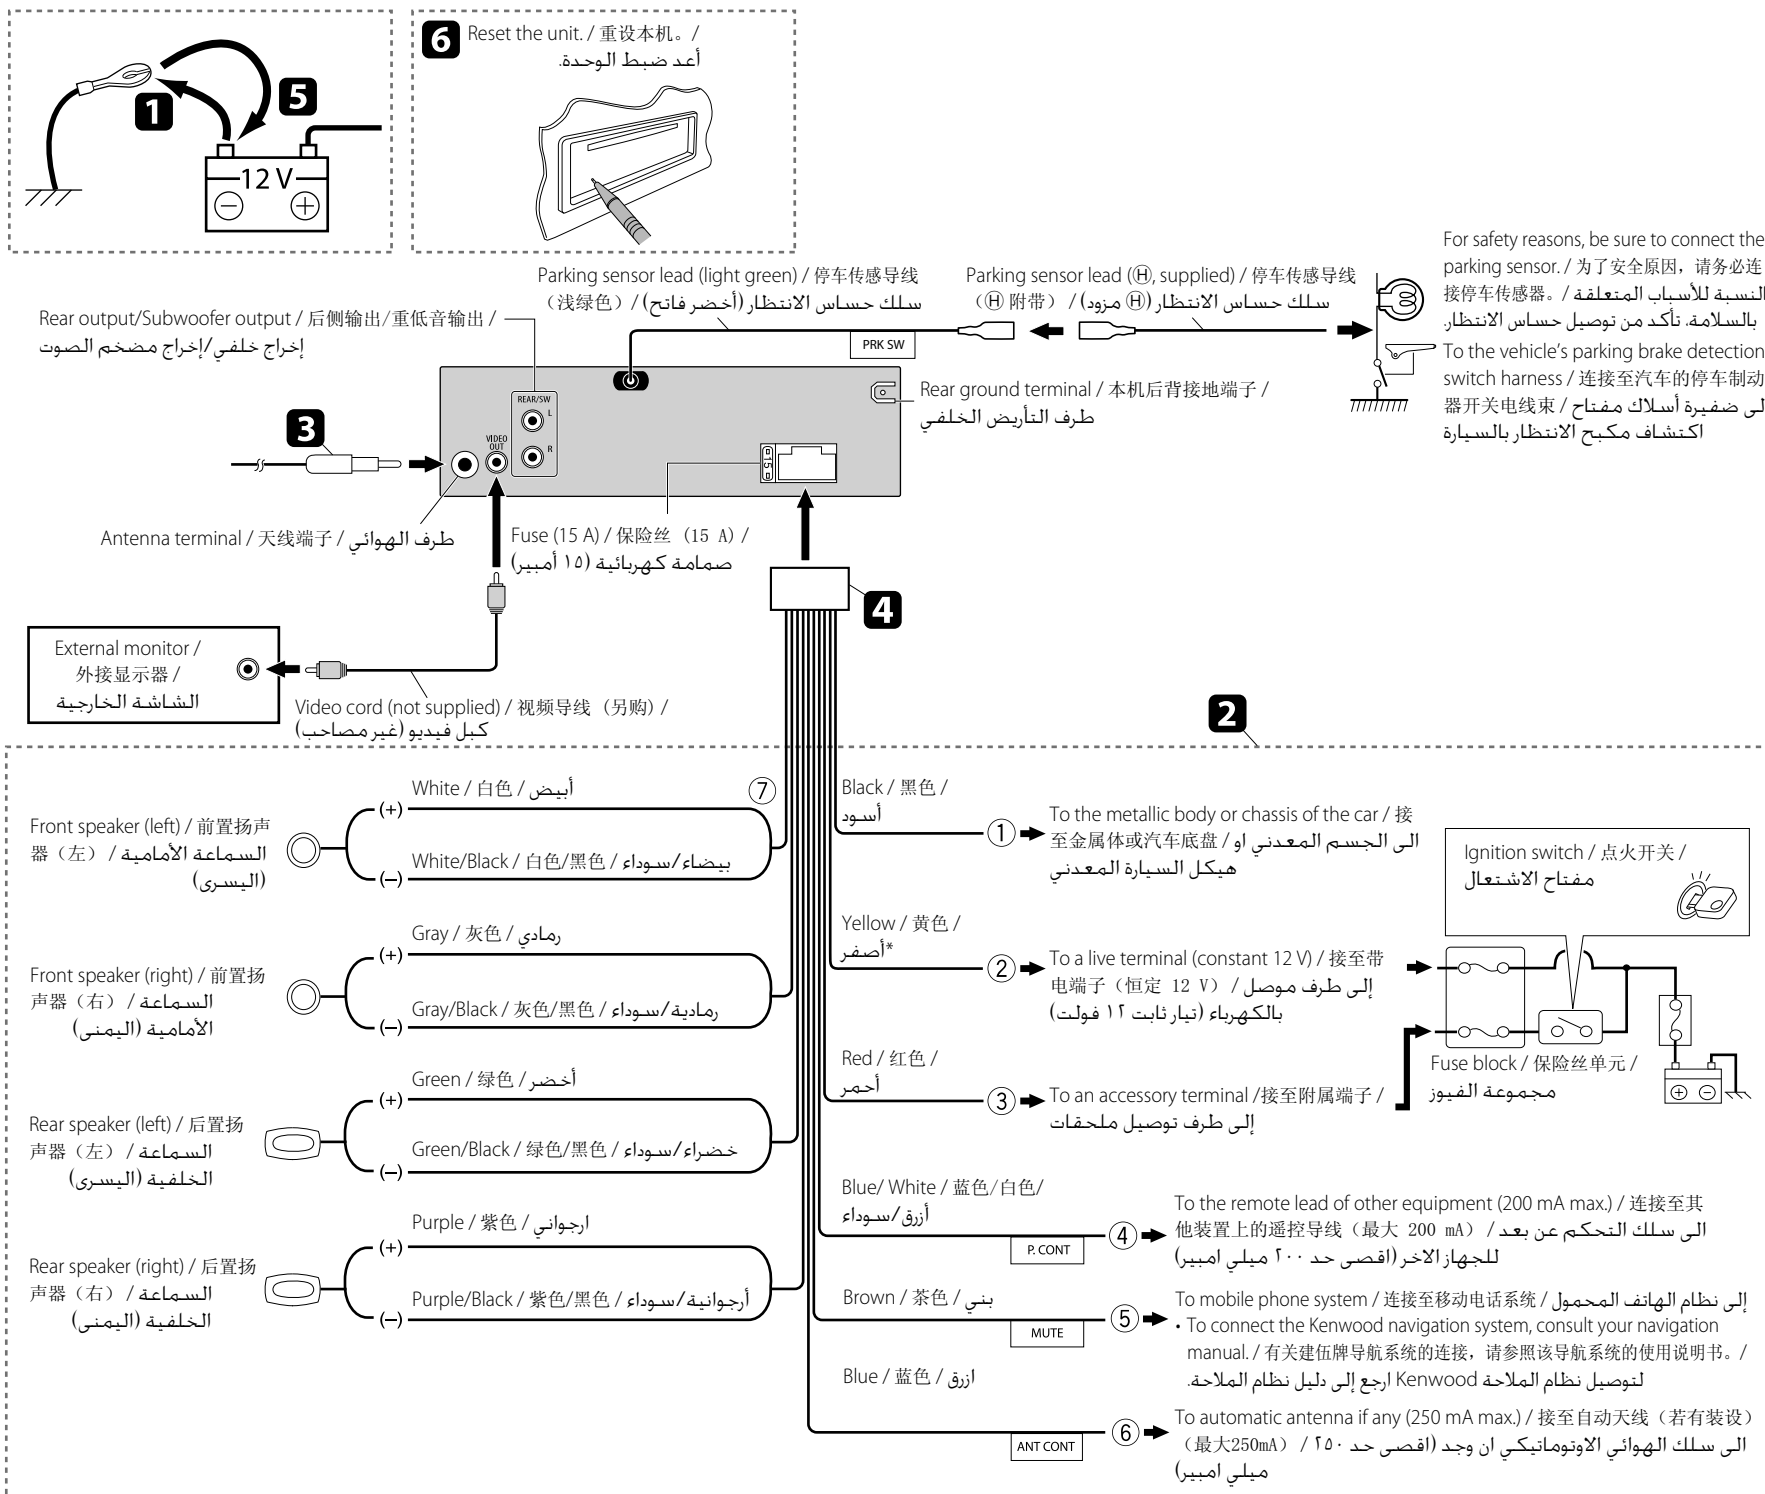 1
5
12 V
6
Reset the unit. / 重设本机。/
أعد ضبط الوحدة.
Parking sensor lead (light green) / 停车传感导线
（浅绿色） / سلك حساس الانتظار (أخضر فاتح)
PRK SW
Parking sensor lead (Ⓗ, supplied) / 停车传感导线
（Ⓗ 附带） / سلك حساس الانتظار (Ⓗ مزود)
For safety reasons, be sure to connect the
parking sensor. / 为了安全原因，请务必连
接停车传感器。/ النسبة للأسباب المتعلقة
بالسلامة، تأكد من توصيل حساس الانتظار.
To the vehicle's parking brake detection
switch harness / 连接至汽车的停车制动
器开关电线束 / لى ضفيرة أسلاك مفتاح
اكتشاف مكبح الانتظار بالسيارة
Rear output/Subwoofer output / 后侧输出/重低音输出 /
إخراج خلفي/إخراج مضخم الصوت
REAR/SW
L
R
VIDEO
OUT
15
Rear ground terminal / 本机后背接地端子 /
طرف التأريض الخلفي
3
Antenna terminal / 天线端子 / طرف الهوائي
Fuse (15 A) / 保险丝 (15 A) /
صمامة كهربائية (١٥ أمبير)
4
External monitor /
外接显示器 /
الشاشة الخارجية
Video cord (not supplied) / 视频导线 (另购) /
كبل فيديو (غير مصاحب)
2
Front speaker (left) / 前置扬声
器（左） / السماعة الأمامية
(اليسرى)
(+)
White / 白色 / أبيض
(−)
White/Black / 白色/黑色 / بيضاء/سوداء
⑦
Front speaker (right) / 前置扬
声器（右） / السماعة
الأمامية (اليمنى)
(+)
Gray / 灰色 / رمادي
(−)
Gray/Black / 灰色/黑色 / رمادية/سوداء
Rear speaker (left) / 后置扬
声器（左） / السماعة
الخلفية (اليسرى)
(+)
Green / 绿色 / أخضر
(−)
Green/Black / 绿色/黑色 / خضراء/سوداء
Rear speaker (right) / 后置扬
声器（右） / السماعة
الخلفية (اليمنى)
(+)
Purple / 紫色 / ارجواني
(−)
Purple/Black / 紫色/黑色 / أرجوانية/سوداء
Black / 黑色 /
أسود
①
To the metallic body or chassis of the car / 接
至金属体或汽车底盘 / الى الجسم المعدني او
هيكل السيارة المعدني
Yellow / 黄色 /
أصفر*
②
To a live terminal (constant 12 V) / 接至带
电端子（恒定 12 V） / إلى طرف موصل
بالكهرباء (تيار ثابت ١٢ فولت)
Red / 红色 /
أحمر
③
To an accessory terminal /接至附属端子 /
إلى طرف توصيل ملحقات
Ignition switch / 点火开关 /
مفتاح الاشتعال
Fuse block / 保险丝单元 /
مجموعة الفيوز
Blue/ White / 蓝色/白色/
أزرق/سوداء
P. CONT
④
To the remote lead of other equipment (200 mA max.) / 连接至其
他装置上的遥控导线（最大 200 mA） / الى سلك التحكم عن بعد
للجهاز الاخر (اقصى حد ٢٠٠ ميلي امبير)
Brown / 茶色 / بني
MUTE
⑤
To mobile phone system / 连接至移动电话系统 / إلى نظام الهاتف المحمول
• To connect the Kenwood navigation system, consult your navigation
manual. / 有关建伍牌导航系统的连接，请参照该导航系统的使用说明书。/
لتوصيل نظام الملاحة Kenwood ارجع إلى دليل نظام الملاحة.
Blue / 蓝色 / ازرق
ANT CONT
⑥
To automatic antenna if any (250 mA max.) / 接至自动天线（若有装设）
（最大250mA） / الى سلك الهوائي الاوتوماتيكي ان وجد (اقصى حد ٢٥٠
ميلي امبير)